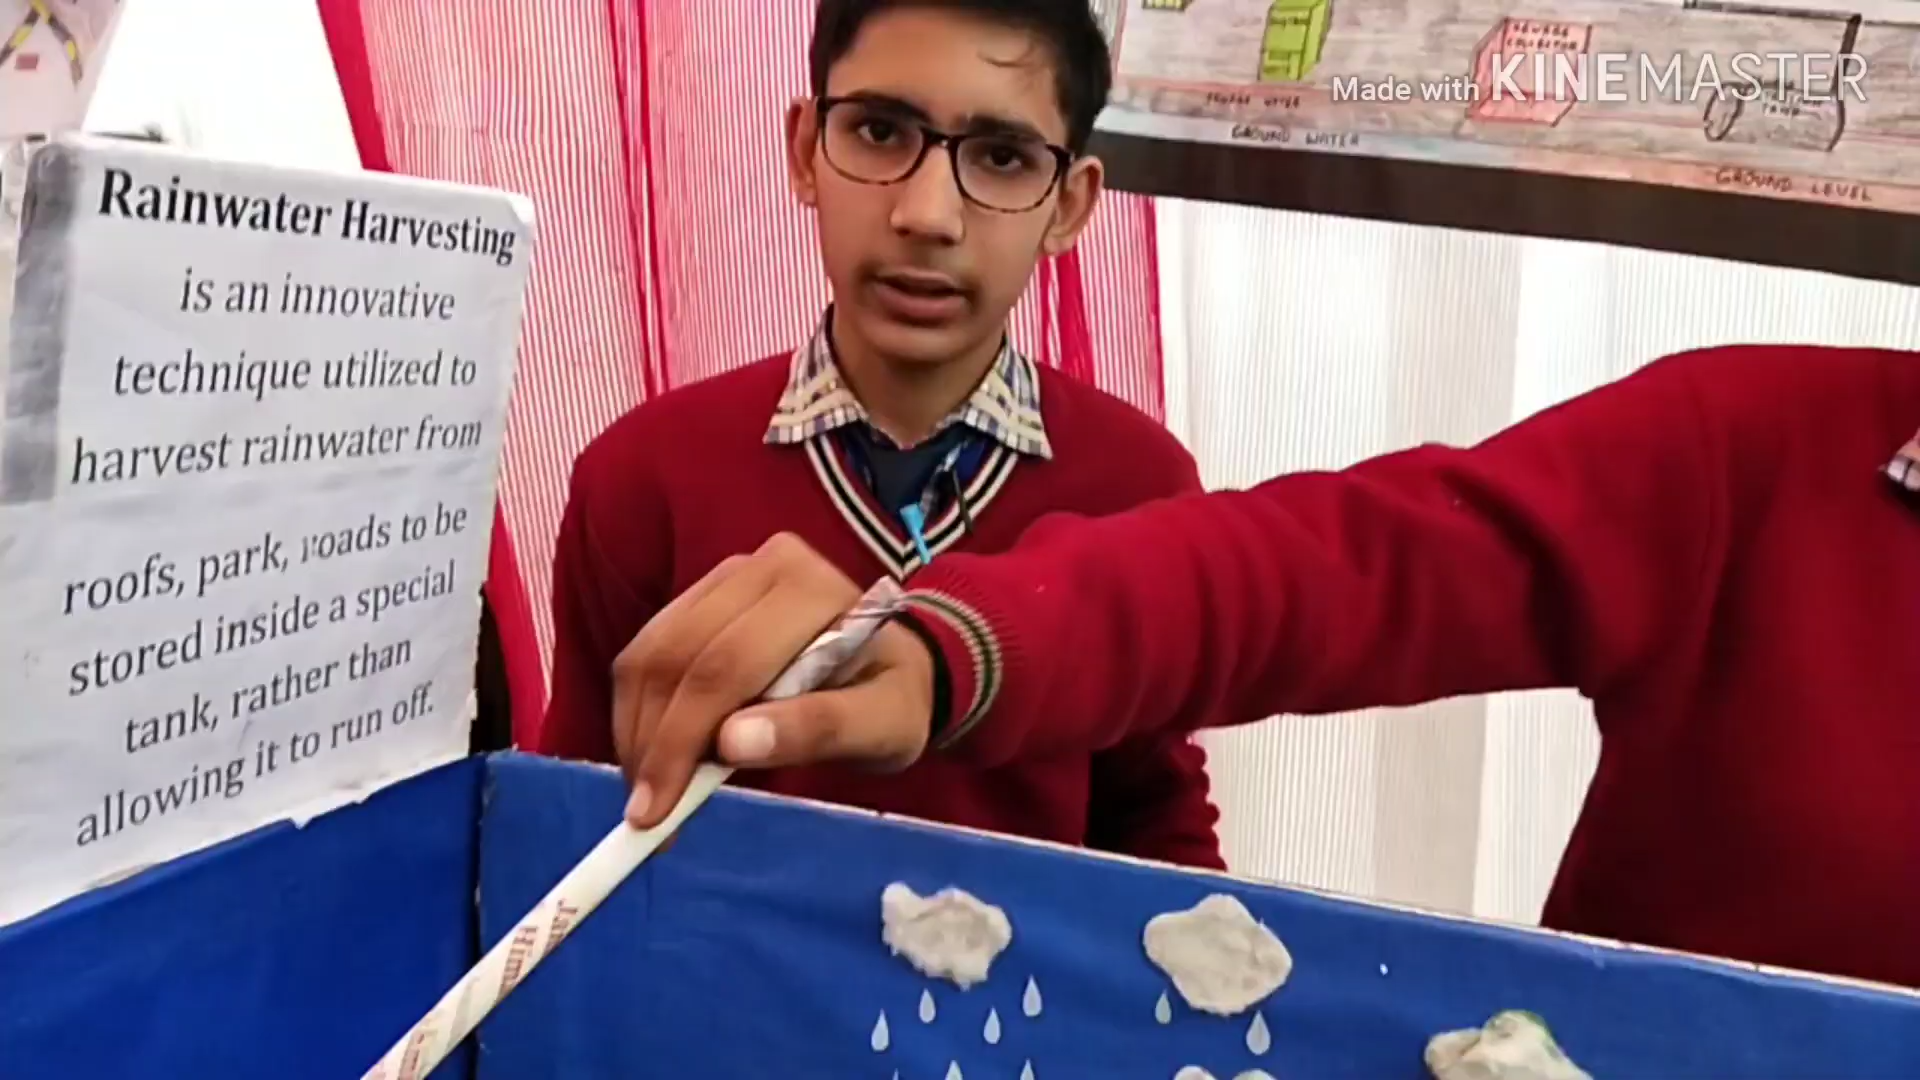 Rainwater Harvesting
is an innovative
technique utilized to
harvest rainwater from
roofs, park, roads to be
stored inside a special
tank, rather than
allowing it to run off.
Made with KINEMASTER
GROUND WATER
TANK
GROUND LEVEL